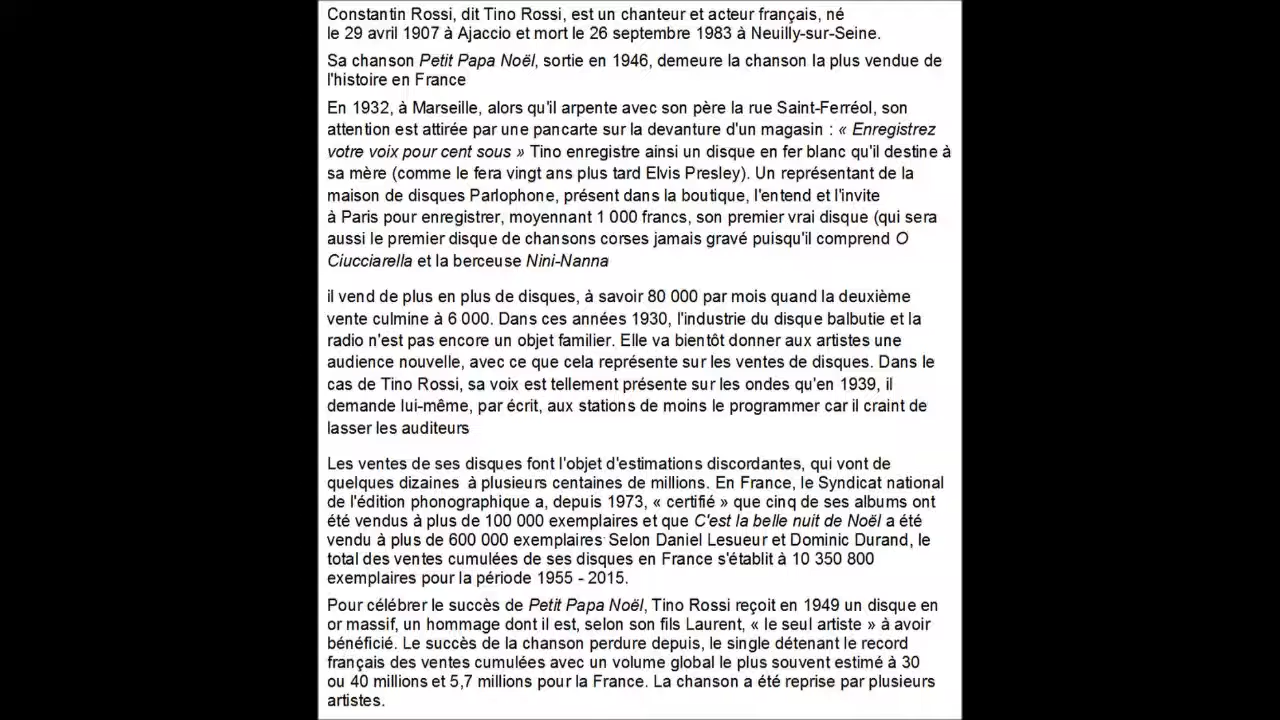 Constantin Rossi, dit Tino Rossi, est un chanteur et acteur français, né
le 29 avril 1907 à Ajaccio et mort le 26 septembre 1983 à Neuilly-sur-Seine.
Sa chanson Petit Papa Noël, sortie en 1946, demeure la chanson la plus vendue de
l'histoire en France
En 1932, à Marseille, alors qu'il arpente avec son père la rue Saint-Ferréol, son
attention est attirée par une pancarte sur la devanture d'un magasin : « Enregistrez
votre voix pour cent sous » Tino enregistre ainsi un disque en fer blanc qu'il destine à
sa mère (comme le fera vingt ans plus tard Elvis Presley). Un représentant de la
maison de disques Parlophone, présent dans la boutique, l'entend et l'invite
à Paris pour enregistrer, moyennant 1 000 francs, son premier vrai disque (qui sera
aussi le premier disque de chansons corses jamais gravé puisqu'il comprend O
Ciucciarella et la berceuse Nini-Nanna
il vend de plus en plus de disques, à savoir 80 000 par mois quand la deuxième
vente culmine à 6 000. Dans ces années 1930, l'industrie du disque balbutie et la
radio n'est pas encore un objet familier. Elle va bientôt donner aux artistes une
audience nouvelle, avec ce que cela représente sur les ventes de disques. Dans le
cas de Tino Rossi, sa voix est tellement présente sur les ondes qu'en 1939, il
demande lui-même, par écrit, aux stations de moins le programmer car il craint de
lasser les auditeurs
Les ventes de ses disques font l'objet d'estimations discordantes, qui vont de
quelques dizaines à plusieurs centaines de millions. En France, le Syndicat national
de l'édition phonographique a, depuis 1973, « certifié » que cinq de ses albums ont
été vendus à plus de 100 000 exemplaires et que C'est la belle nuit de Noël a été
vendu à plus de 600 000 exemplaires Selon Daniel Lesueur et Dominic Durand, le
total des ventes cumulées de ses disques en France s'établit à 10 350 800
exemplaires pour la période 1955 - 2015.
Pour célébrer le succès de Petit Papa Noël, Tino Rossi reçoit en 1949 un disque en
or massif, un hommage dont il est, selon son fils Laurent, « le seul artiste » à avoir
bénéficié. Le succès de la chanson perdure depuis, le single détenant le record
français des ventes cumulées avec un volume global le plus souvent estimé à 30
ou 40 millions et 5,7 millions pour la France. La chanson a été reprise par plusieurs
artistes.